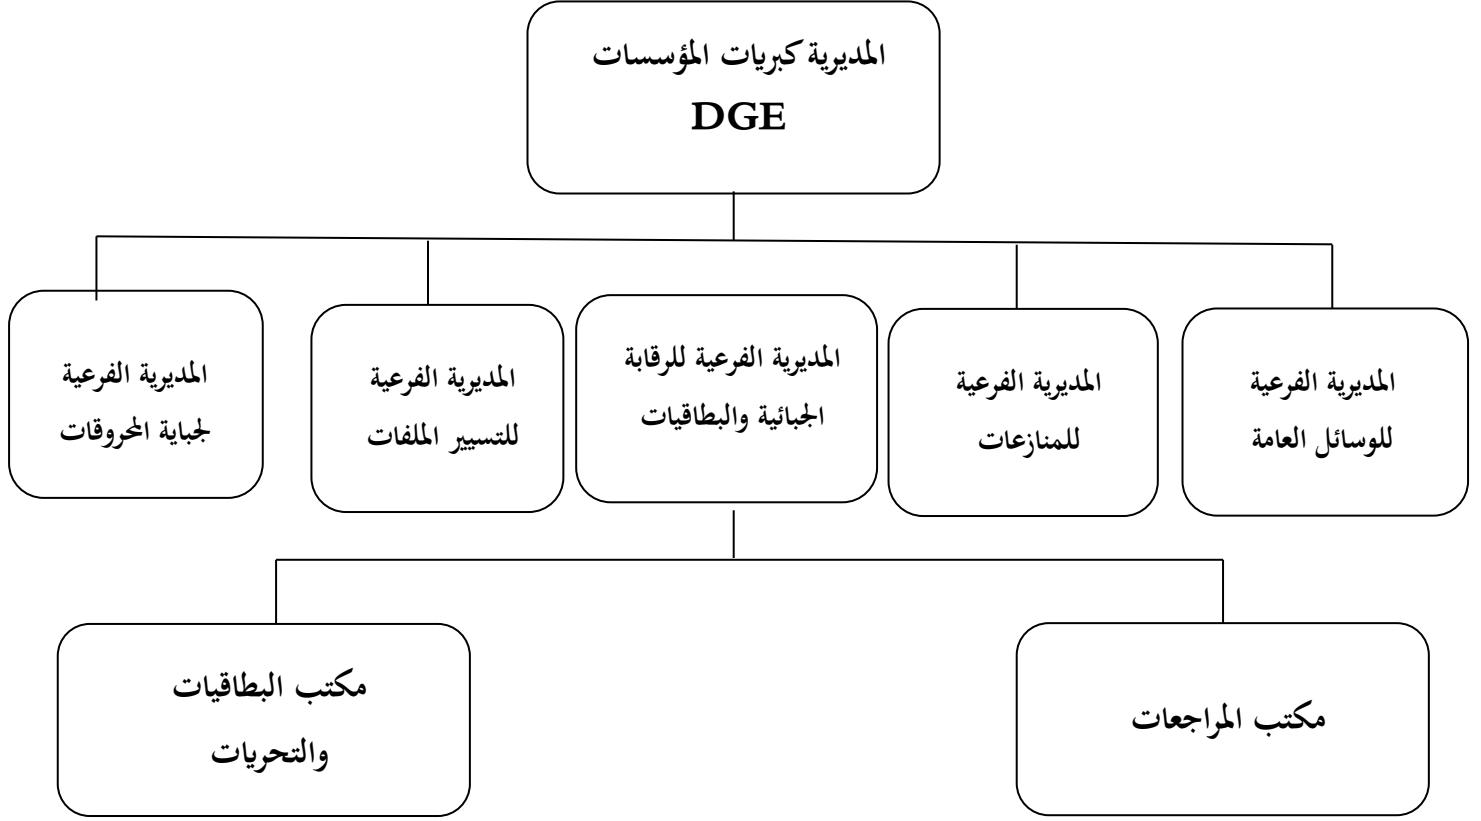 المديرية كبريات المؤسسات
DGE
المديرية الفرعية
للوسائل العامة
المديرية الفرعية
للمنازعات
المديرية الفرعية للرقابة
الجبائية والبطاقيات
المديرية الفرعية
للتسيير الملفات
المديرية الفرعية
لجباية المحروقات
مكتب المراجعات
مكتب البطاقيات
والتحريات